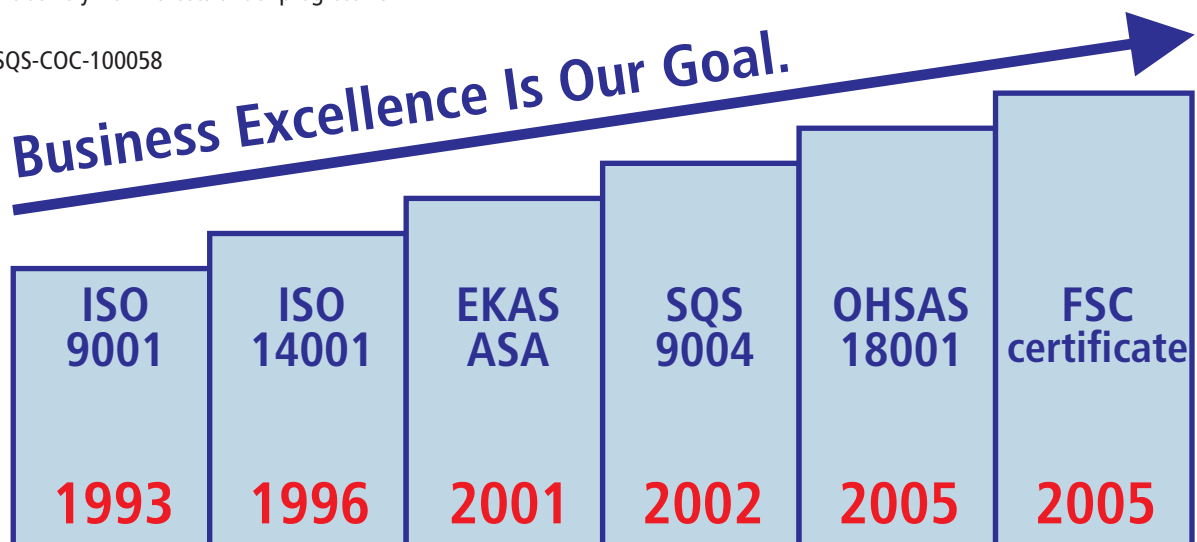 SQS-COC-100058
Business Excellence Is Our Goal.
ISO
9001
1993
ISO
14001
1996
EKAS
ASA
2001
SQS
9004
2002
OHSAS
18001
2005
FSC
certificate
2005